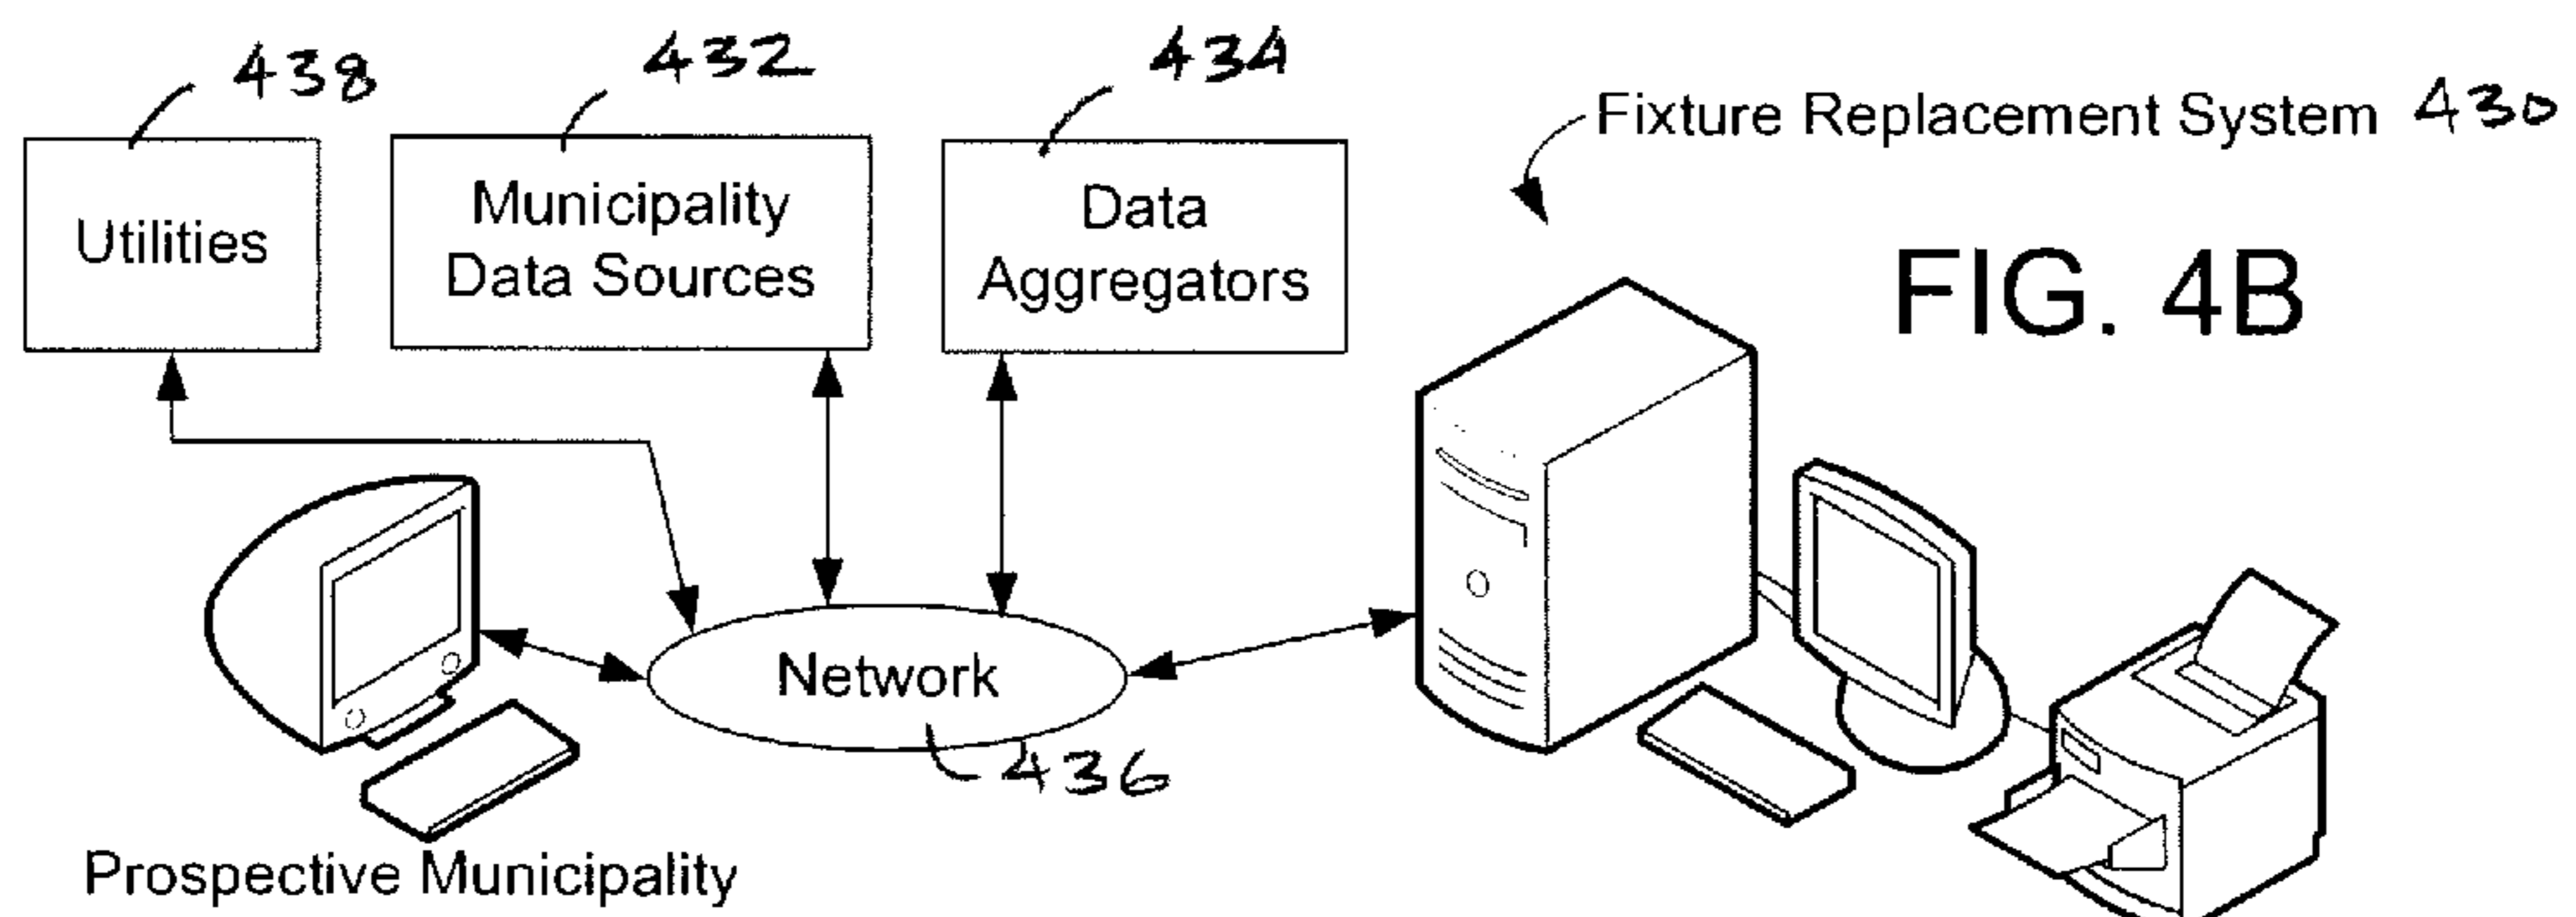 438
432
434
Fixture Replacement System 430
Utilities
Municipality
Data Sources
Data
Aggregators
FIG. 4B
Network
436
Prospective Municipality